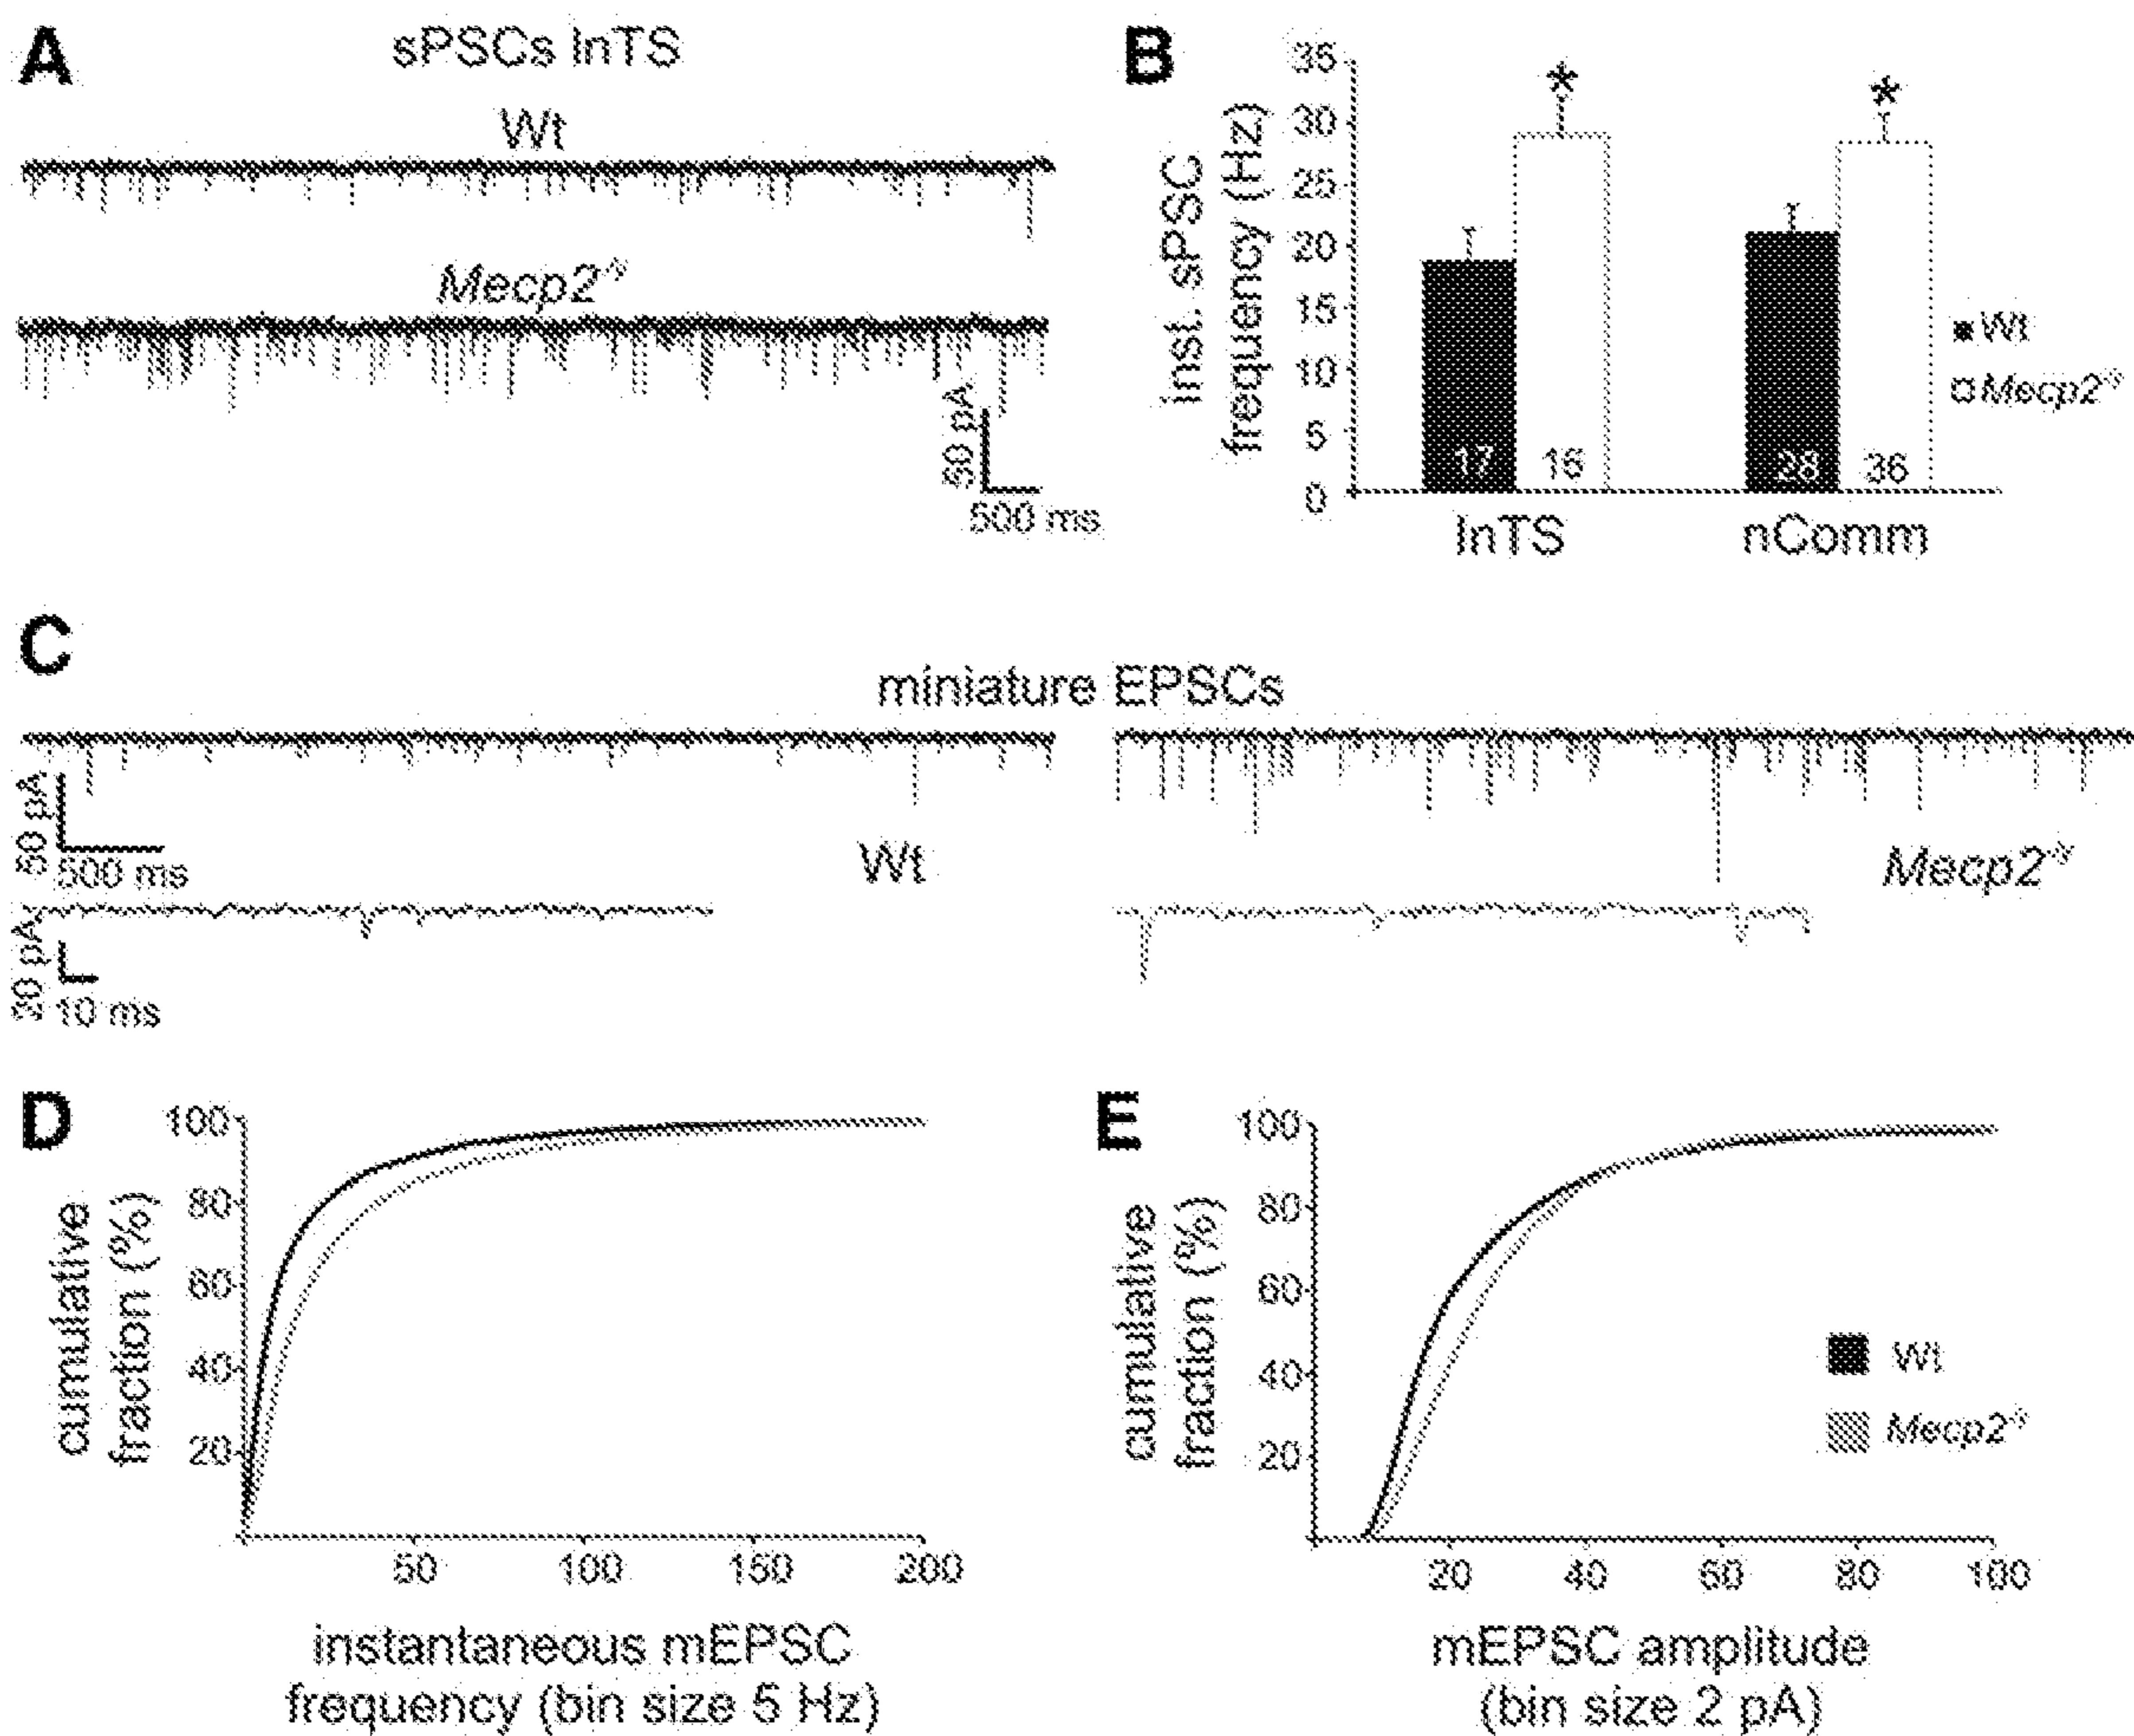 A
sPSCs lnTS
Wt
Mecp2-/y
50 pA
500 ms
B
inst. sPSC
frequency (Hz)
35
30
25
20
15
10
5
0
*
*
17
16
28
36
lnTS
nComm
Wt
Mecp2-/y
C
miniature EPSCs
50 pA
500 ms
Wt
Mecp2-/y
20 pA
10 ms
D
cumulative
fraction (%)
100
80
60
40
20
50
100
150
200
instantaneous mEPSC
frequency (bin size 5 Hz)
E
cumulative
fraction (%)
100
80
60
40
20
20
40
60
80
100
Wt
Mecp2-/y
mEPSC amplitude
(bin size 2 pA)